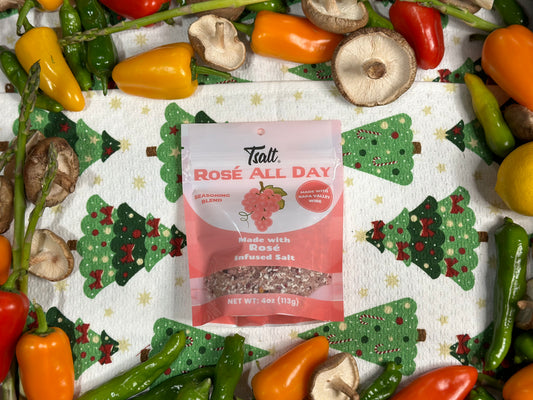 Tsalt®
Rosé All Day
Seasoning
Blend
Made with
Napa Valley
Wine
Made with
Rosé
Infused Salt
Net Wt: 4oz (113g)